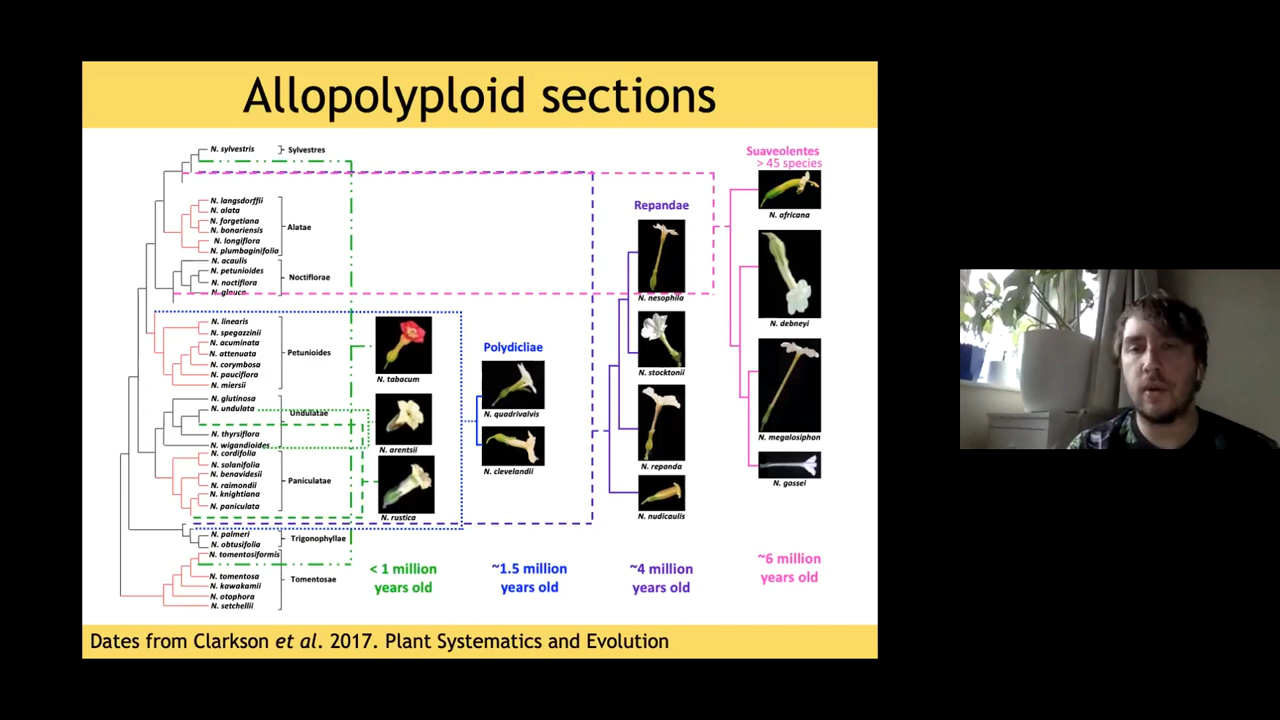 Allopolyploid sections
N. sylvestris
Sylvestres
N. langsdorffii
N. alata
N. forgetiana
N. bonariensis
N. longiflora
N. plumbaginifolia
Alatae
N. acaulis
N. petunioides
N. noctiflora
N. glauca
Noctiflorae
N. linearis
N. spegazzinii
N. acuminata
N. attenuata
N. corymbosa
N. pauciflora
N. miersii
Petunioides
N. glutinosa
N. undulata
N. thyrsiflora
N. wigandioides
Undulatae
N. cordifolia
N. solanifolia
N. benavidesii
N. raimondii
N. knightiana
N. paniculata
Paniculatae
N. palmeri
N. obtusifolia
Trigonophyllae
N. tomentosiformis
N. tomentosa
N. kawakamii
N. otophora
N. setchellii
Tomentosae
N. tabacum
N. arentsii
N. rustica
< 1 million
years old
Polydicliae
N. quadrivalvis
N. clevelandii
~1.5 million
years old
Repandae
N. nesophila
N. stocktonii
N. repanda
N. nudicaulis
~4 million
years old
Suaveolentes
> 45 species
N. africana
N. debneyi
N. megalosiphon
N. gossei
~6 million
years old
Dates from Clarkson et al. 2017. Plant Systematics and Evolution